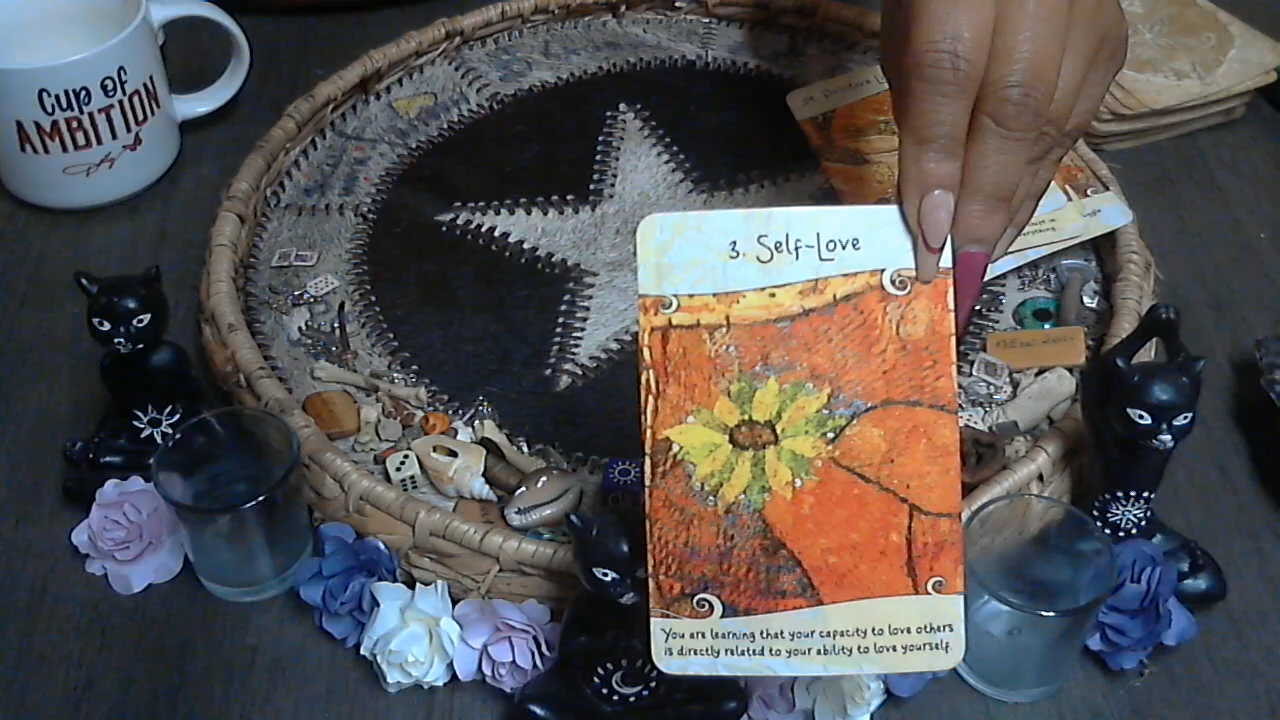 Cup of
AMBITION
3. Self-Love
You are learning that your capacity to love others
is directly related to your ability to love yourself.